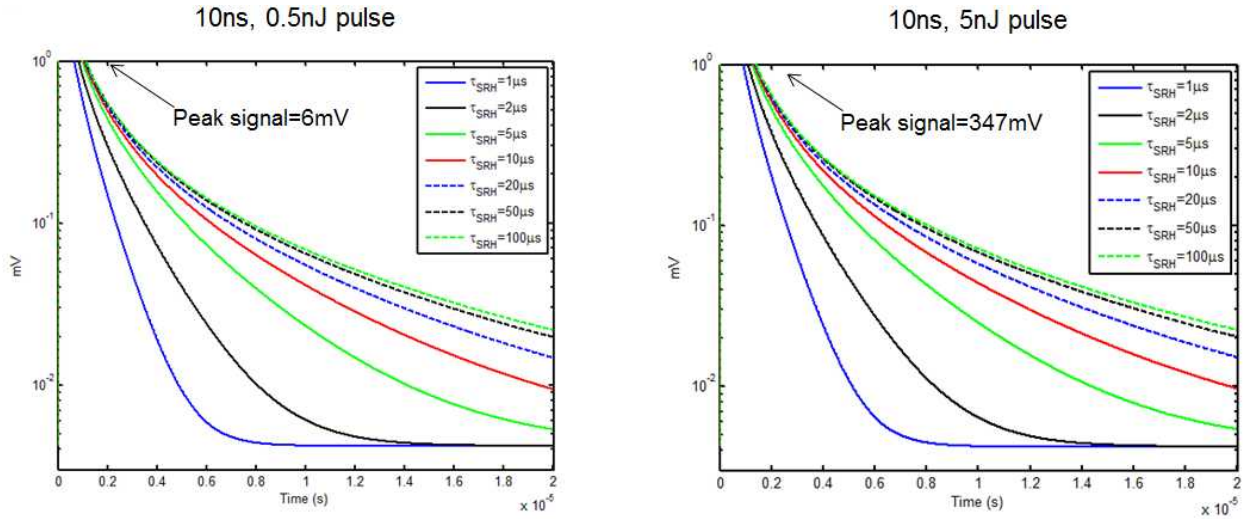 10ns, 0.5nJ pulse
10⁰
10⁻¹
10⁻²
mV
Peak signal=6mV
τSRH=1μs
τSRH=2μs
τSRH=5μs
τSRH=10μs
τSRH=20μs
τSRH=50μs
τSRH=100μs
0 0.2 0.4 0.6 0.8 1 1.2 1.4 1.6 1.8 2
Time (s)
x 10⁻⁵
10ns, 5nJ pulse
10⁰
10⁻¹
10⁻²
mV
Peak signal=347mV
τSRH=1μs
τSRH=2μs
τSRH=5μs
τSRH=10μs
τSRH=20μs
τSRH=50μs
τSRH=100μs
0 0.2 0.4 0.6 0.8 1 1.2 1.4 1.6 1.8 2
Time (s)
x 10⁻⁵